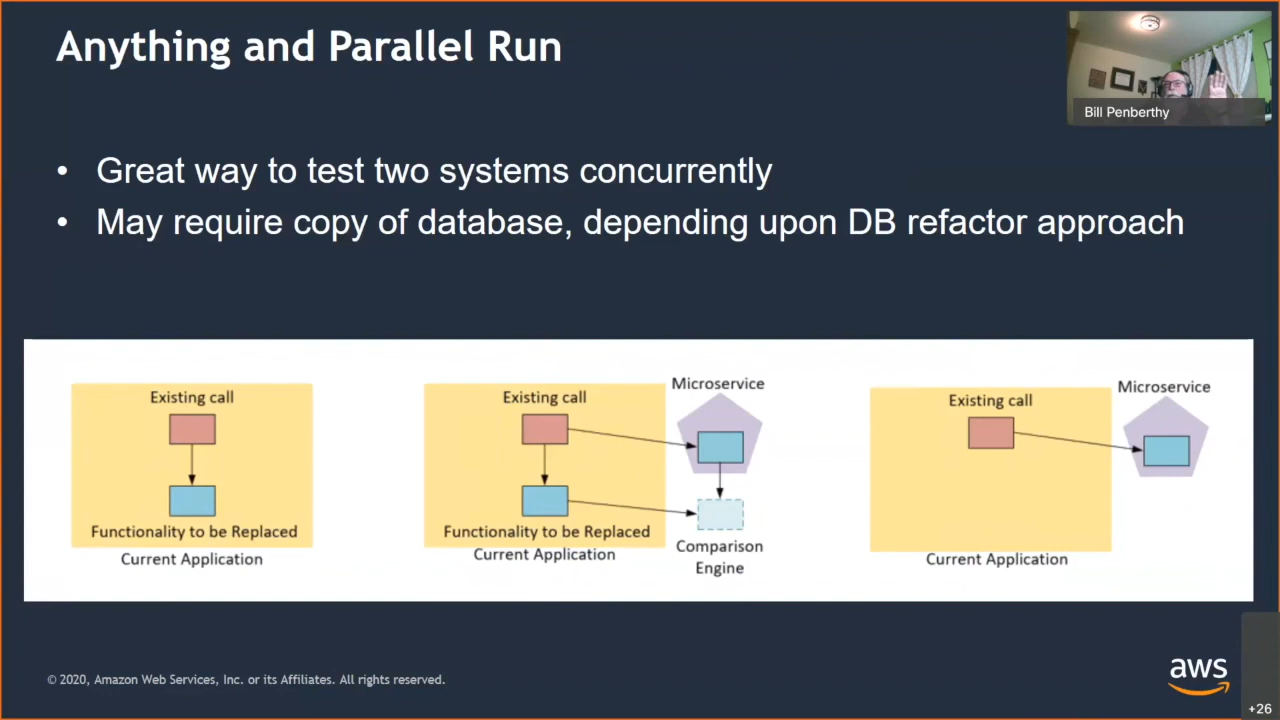 Anything and Parallel Run
Bill Penberthy
• Great way to test two systems concurrently
• May require copy of database, depending upon DB refactor approach
Existing call
Functionality to be Replaced
Current Application
Existing call
Functionality to be Replaced
Current Application
Microservice
Comparison
Engine
Existing call
Current Application
Microservice
© 2020, Amazon Web Services, Inc. or its Affiliates. All rights reserved.
aws
+26